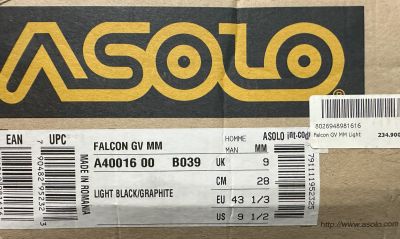 ASOLO
8026948981616
Falcon GV MM Light
234.900
EAN UPC
FALCON GV MM
HOMME
MAN
ASOLO
MM
A40016 00 B039
UK 9
CM 28
LIGHT BLACK/GRAPHITE
EU 43 1/3
US 9 1/2
MADE IN ROMANIA
791111952325
http://www.asolo.com